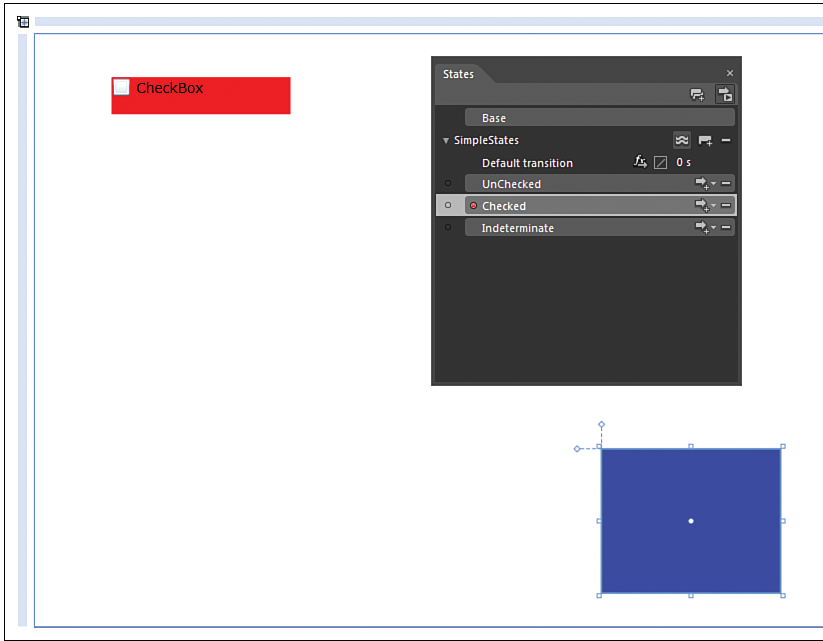 CheckBox
States
Base
SimpleStates
Default transition 0 s
UnChecked
Checked
Indeterminate